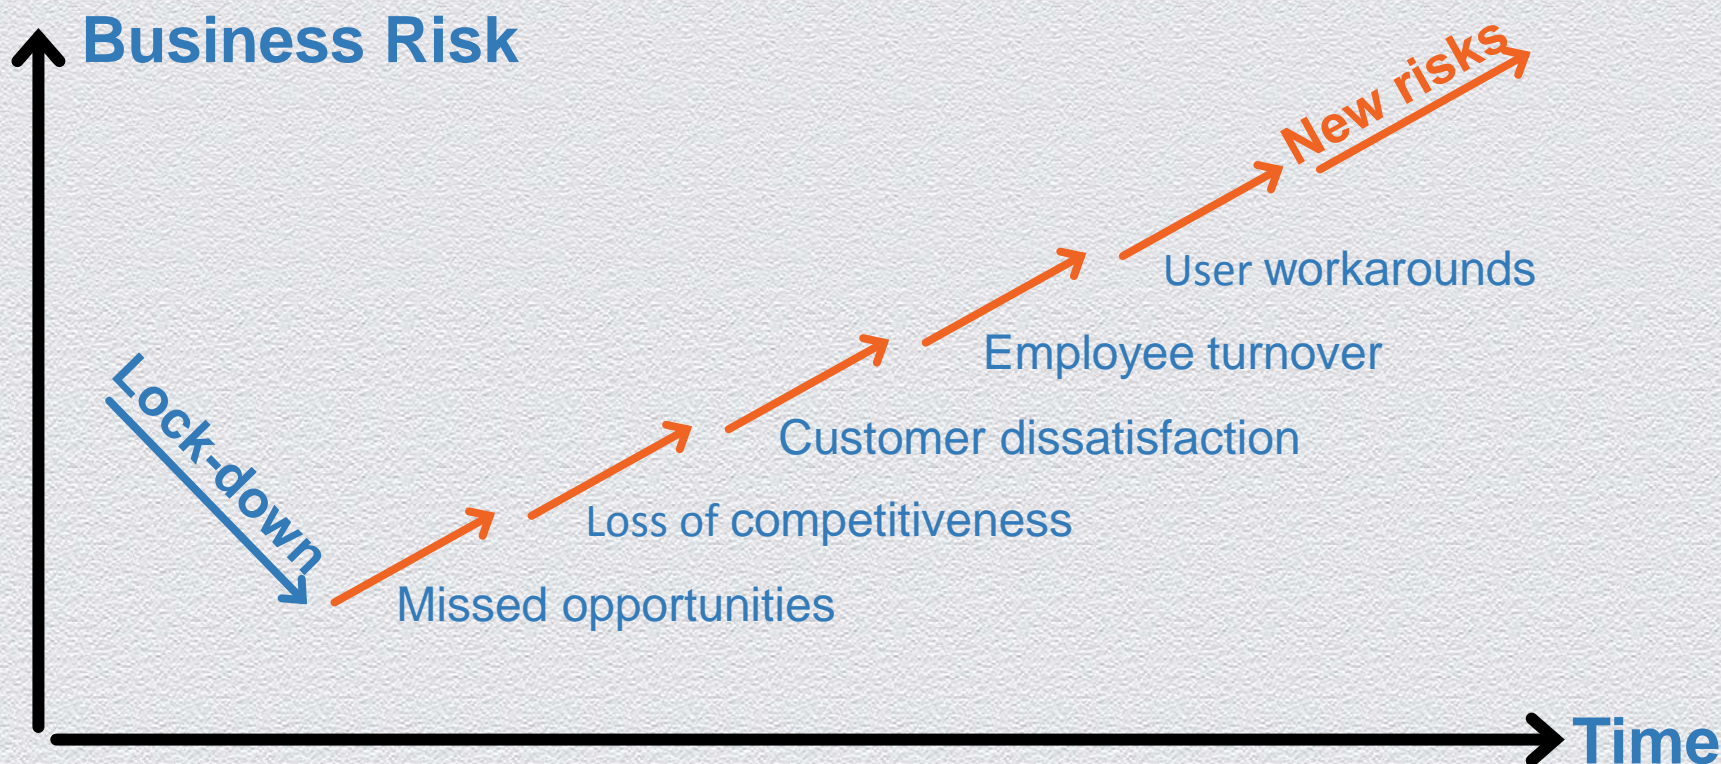 Business Risk
New risks
User workarounds
Employee turnover
Lock-down
Customer dissatisfaction
Loss of competitiveness
Missed opportunities
Time